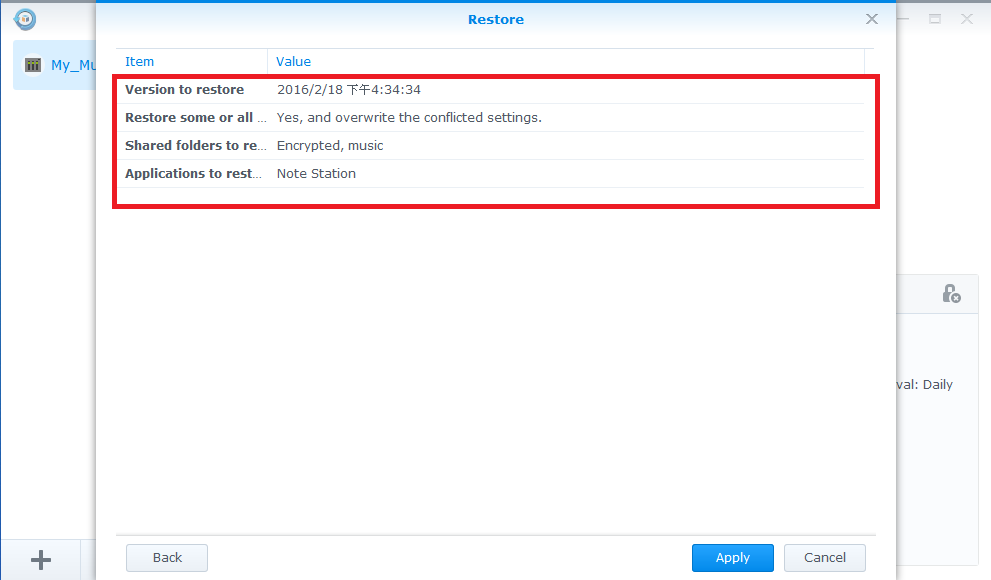 Restore
My_Mu
Item Value
Version to restore 2016/2/18 下午4:34:34
Restore some or all ... Yes, and overwrite the conflicted settings.
Shared folders to re... Encrypted, music
Applications to rest... Note Station
val: Daily
Back Apply Cancel